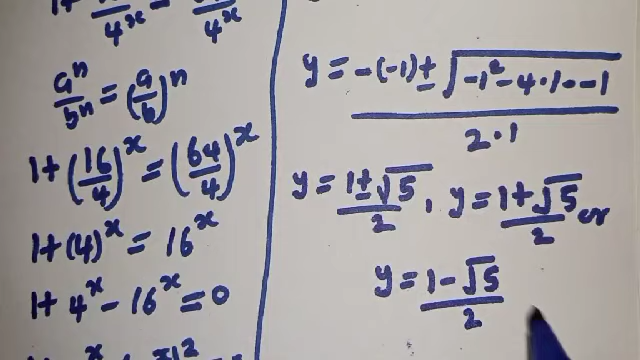 a^n/b^n = (a/b)^n
1+(16/4)^x = (64/4)^x
1+(4)^x = 16^x
1+ 4^x - 16^x = 0
y = -(-1) ± √-1² - 4·1·-1 / 2·1
y = 1±√5/2, y = 1+√5/2 or
y = 1-√5/2